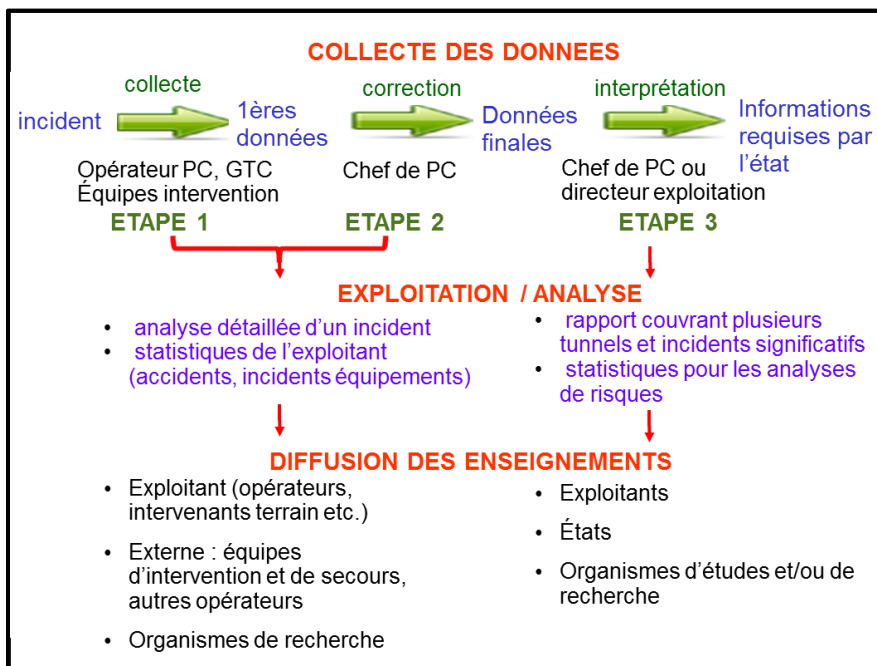 COLLECTE DES DONNEES
collecte
correction
interprétation
incident
1ères
données
Données
finales
Informations
requises par
l’état
Opérateur PC, GTC
Équipes intervention
Chef de PC
Chef de PC ou
directeur exploitation
ETAPE 1
ETAPE 2
ETAPE 3
EXPLOITATION / ANALYSE
• analyse détaillée d’un incident
• statistiques de l’exploitant
(accidents, incidents équipements)
• rapport couvrant plusieurs
tunnels et incidents significatifs
• statistiques pour les analyses
de risques
DIFFUSION DES ENSEIGNEMENTS
• Exploitant (opérateurs,
intervenants terrain etc.)
• Externe : équipes
d’intervention et de secours,
autres opérateurs
• Organismes de recherche
• Exploitants
• États
• Organismes d’études et/ou de
recherche